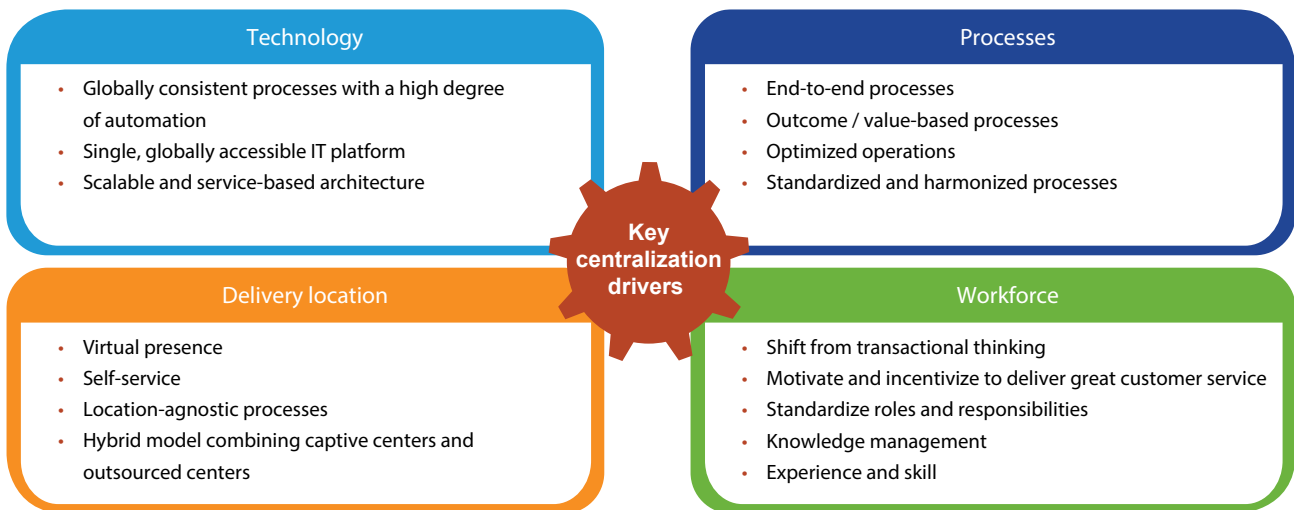 Technology
• Globally consistent processes with a high degree
of automation
• Single, globally accessible IT platform
• Scalable and service-based architecture
Processes
• End-to-end processes
• Outcome / value-based processes
• Optimized operations
• Standardized and harmonized processes
Key
centralization
drivers
Delivery location
• Virtual presence
• Self-service
• Location-agnostic processes
• Hybrid model combining captive centers and
outsourced centers
Workforce
• Shift from transactional thinking
• Motivate and incentivize to deliver great customer service
• Standardize roles and responsibilities
• Knowledge management
• Experience and skill